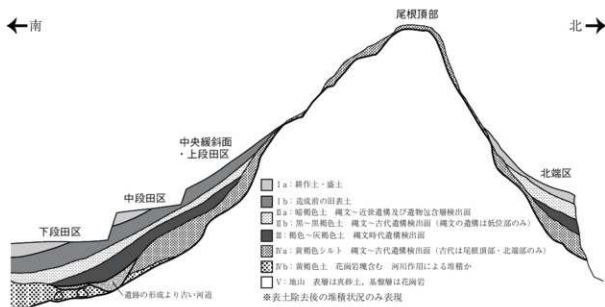 南
尾根頂部
北
中央緩斜面
・上段田区
中段田区
下段田区
北端区
Ⅰa：耕作土・盛土
Ⅰb：造成前の旧表土
Ⅱa：暗褐色土 縄文〜近世遺構及び遺物包含層検出面
Ⅱb：黒〜黒褐色土 縄文〜古代遺構検出面（縄文の遺構は低位部のみ）
Ⅲ：褐色〜灰褐色土 縄文時代遺構検出面
Ⅳa：黄褐色シルト 縄文〜古代遺構検出面（古代は尾根頂部・北端部のみ）
Ⅳb：黄褐色土 花崗岩塊含む 河川作用による堆積か
Ⅴ：地山 表層は真砂土、基盤層は花崗岩
※表土除去後の堆積状況のみ表現
遺跡の形成より古い河道